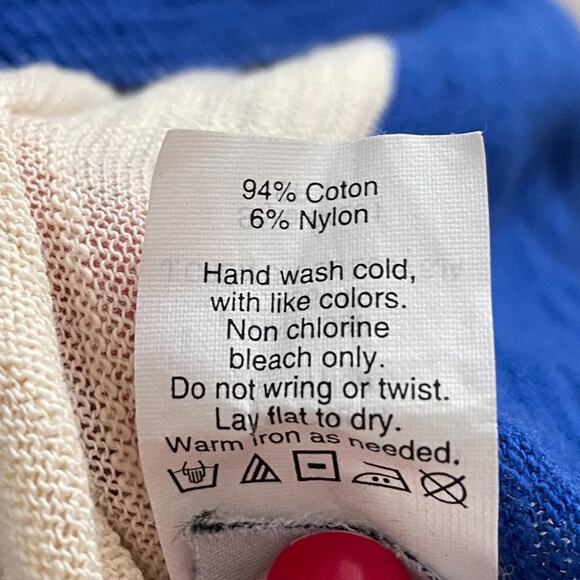 94% Coton
6% Nylon
Hand wash cold,
with like colors.
Non chlorine
bleach only.
Do not wring or twist.
Lay flat to dry.
Warm iron as needed.